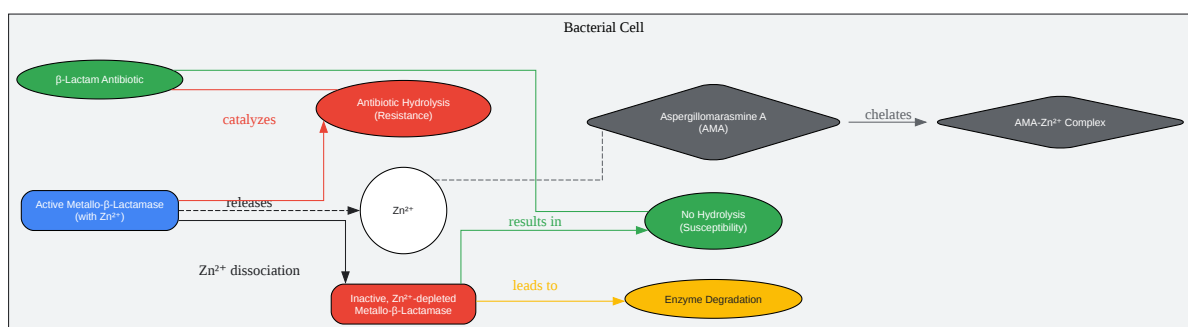 Bacterial Cell
β-Lactam Antibiotic
Antibiotic Hydrolysis
(Resistance)
catalyzes
Aspergillomarasmine A
(AMA)
chelates
AMA-Zn²⁺ Complex
Active Metallo-β-Lactamase
(with Zn²⁺)
releases
Zn²⁺
No Hydrolysis
(Susceptibility)
results in
Zn²⁺ dissociation
Inactive, Zn²⁺-depleted
Metallo-β-Lactamase
leads to
Enzyme Degradation